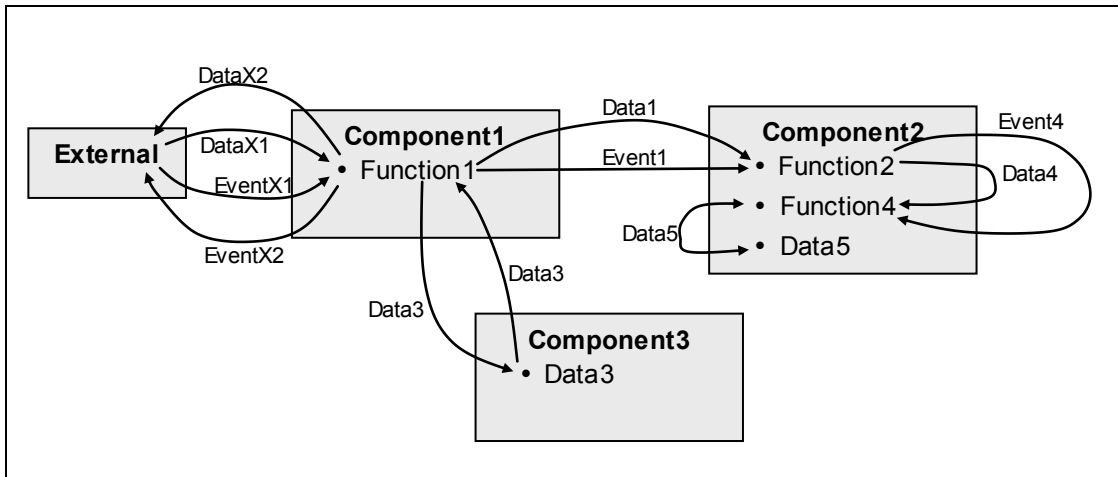 DataX2
External
DataX1
EventX1
EventX2
Component1
• Function1
Data1
Event1
Component2
• Function2
• Function4
• Data5
Event4
Data4
Data5
Data3
Data3
Component3
• Data3